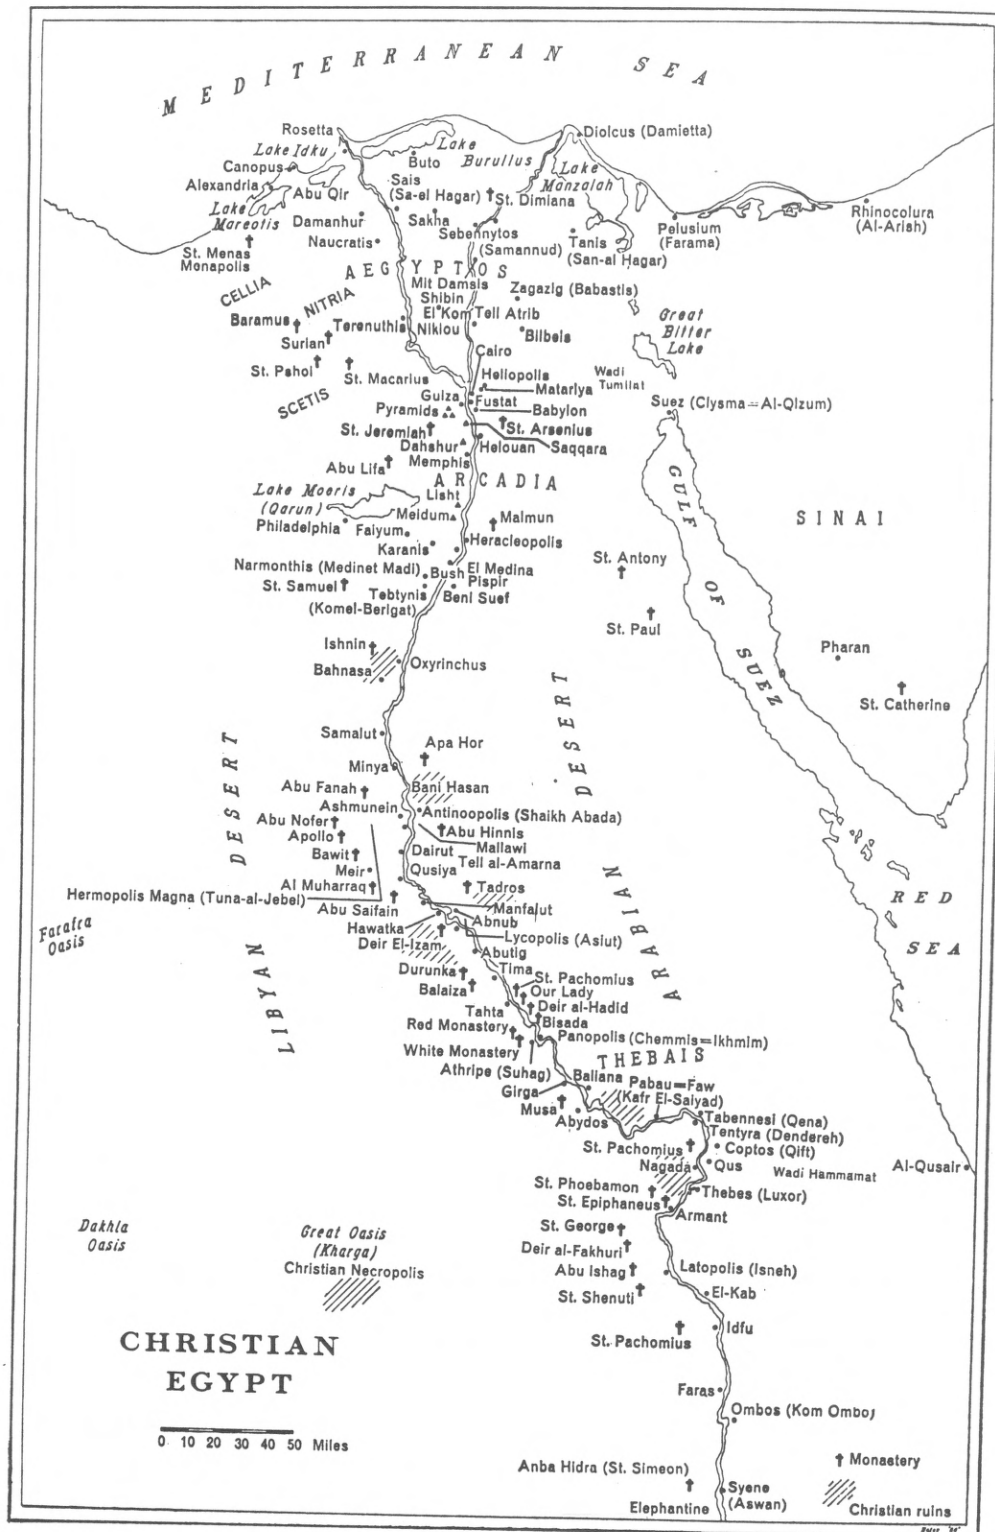 MEDITERRANEAN SEA
Rosetta
Diolcus (Damietta)
Lake Idku
Lake
Burullus
Buto
Lake
Manzalah
Canopus
Alexandria
Abu Qir
Sais
(Sa-el Hagar)
St. Dimiana
Lake
Mareotis
Damanhur
Sakha
Rhinocolura
(Al-Arish)
Pelusium
(Farama)
St. Menas
Menapolis
Naucratis
Sebennytos
(Samannud)
Tanis
(San-al Hagar)
AEGYPTOS
CELLIA
NITRIA
Mit Damsis
Shibin
El Kom
Zagazig (Babastis)
Tell Atrib
Baramus
Terenuthis
Nikiou
Bilbeis
Great
Bitter
Lake
Surian
Cairo
St. Pshoi
St. Macarius
Heliopolis
Matariya
Wadi
Tumilat
SCETIS
Guiza
Fustat
Pyramids
Babylon
Suez (Clysma=Al-Qlzum)
St. Jeremiah
St. Arsenius
Dahshur
Helouan
Saqqara
Abu Lifa
Memphis
ARCADIA
GULF OF SUEZ
Lake Moeris
(Qarun)
Lisht
Meidum
Malmun
SINAI
Philadelphia
Faiyum
Karanis
Heracleopolis
St. Antony
Narmonthis (Medinet Madi)
El Medina
Bush
Pispir
St. Samuel
Tebtynis
(Komel-Berigat)
Beni Suef
St. Paul
Ishnin
Pharan
Bahnasa
Oxyrinchus
St. Catherine
Samalut
Apa Hor
LIBYAN DESERT
ARABIAN DESERT
Minya
Bani Hasan
Abu Fanah
Ashmunein
Antinoopolis (Shaikh Abada)
Abu Nofer
Abu Hinnis
Apollo
Mallawi
Bawit
Dairut
Tell al-Amarna
Meir
Qusiya
Al Muharraq
Tadros
Hermopolis Magna (Tuna-al-Jebel)
Abu Saifain
Manfalut
RED
SEA
Farafra
Oasis
Hawatka
Abnub
Deir El-Izam
Lycopolis (Asiut)
Abutig
Durunka
Tima
St. Pachomius
Balaiza
Our Lady
Tahta
Deir al-Hadid
Red Monastery
Bisada
White Monastery
Panopolis (Chemmis=Ikhmim)
Athripe (Suhag)
THEBAIS
Girga
Baliana
Pabau=Faw
(Kafr El-Saiyad)
Musa
Abydos
Tabennesi (Qena)
Tentyra (Dendereh)
St. Pachomius
Coptos (Qift)
Nagada
Qus
Wadi Hammamat
Al-Qusair
St. Phoebamon
Thebes (Luxor)
St. Epiphaneus
Armant
St. George
Dakhla
Oasis
Great Oasis
(Kharga)
Christian Necropolis
Deir al-Fakhuri
Abu Ishag
Latopolis (Isneh)
St. Shenuti
El-Kab
St. Pachomius
Idfu
CHRISTIAN
EGYPT
Faras
Ombos (Kom Ombo)
0 10 20 30 40 50 Miles
Monastery
Anba Hidra (St. Simeon)
Syene
(Aswan)
Elephantine
Christian ruins